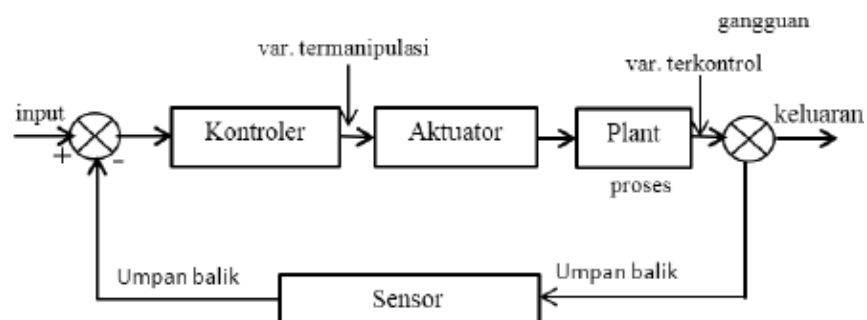 gangguan
var. termanipulasi
var. terkontrol
input
keluaran
Kontroler
Aktuator
Plant
+
-
proses
Umpan balik
Umpan balik
Sensor